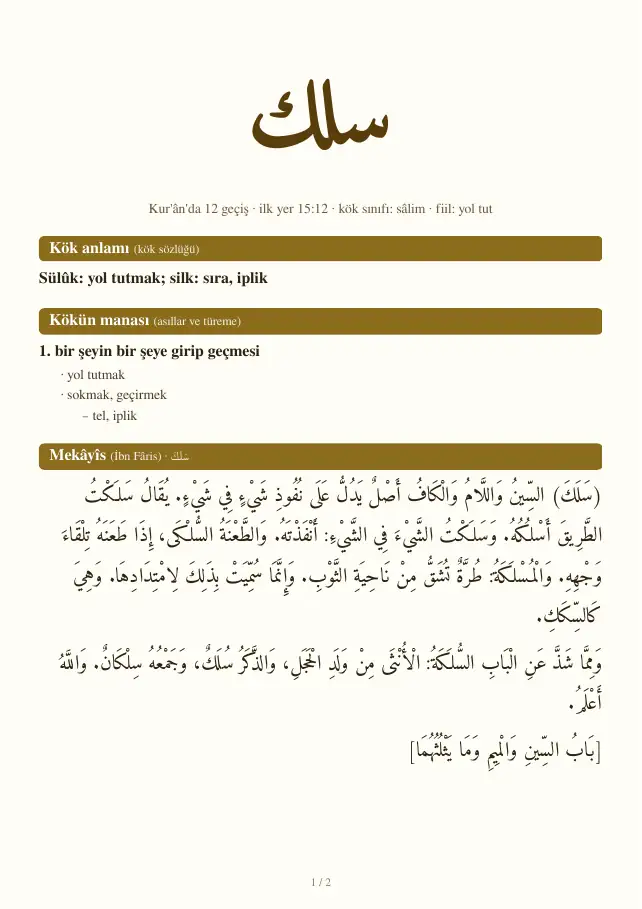 سلك
Kur'ân'da 12 geçiş · ilk yer 15:12 · kök sınıfı: sâlim · fiil: yol tut
Kök anlamı (kök sözlüğü)
Sülûk: yol tutmak; silk: sıra, iplik
Kökün manası (asıllar ve türeme)
1. bir şeyin bir şeye girip geçmesi
· yol tutmak
· sokmak, geçirmek
– tel, iplik
Mekâyîs (İbn Fâris) · سلك
(سَلَكَ) السِّينُ وَاللَّامُ وَالْكَافُ أَصْلٌ يَدُلُّ عَلَى نُفُوذِ شَيْءٍ فِي شَيْءٍ. يُقَالُ سَلَكْتُ
الطَّرِيقَ أَسْلُكُهُ. وَسَلَكْتُ الشَّيْءَ فِي الشَّيْءِ: أَنْفَذْتَهُ. وَالطَّعْنَةُ السُّلْكَى، إِذَا طَعَنَهُ تِلْقَاءَ
وَجْهِهِ. وَالْمَسْلَكَةُ: طُرَّةٌ تُشَقُّ مِنْ نَاحِيَةِ الثَّوْبِ. وَإِنَّمَا سُمِّيَتْ بِذَلِكَ لِامْتِدَادِهَا. وَهِيَ
كَالسِّكَكِ.
وَمِمَّا شَذَّ عَنِ الْبَابِ السُّلَكَةُ: الْأُنْثَى مِنْ وَلَدِ الْحَجَلِ، وَالذَّكَرُ سُلَكٌ، وَجَمْعُهُ سِلْكَانٌ. وَاللَّهُ
أَعْلَمُ.
[بَابُ السِّينِ وَالْمِيمِ وَمَا يَثْلُثُهُمَا]
1 / 2